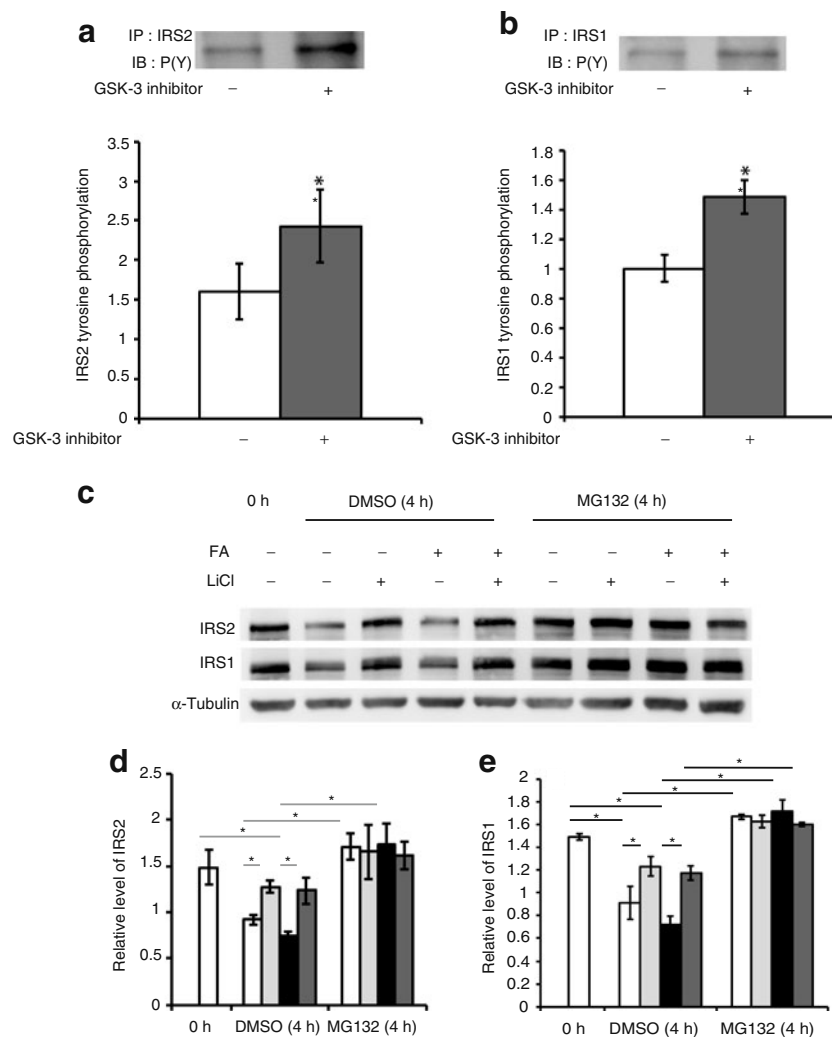 a
IP : IRS2
IB : P(Y)
GSK-3 inhibitor − +
3.5
3
2.5
2
1.5
1
0.5
0
IRS2 tyrosine phosphorylation
*
*
GSK-3 inhibitor − +
b
IP : IRS1
IB : P(Y)
GSK-3 inhibitor − +
1.8
1.6
1.4
1.2
1
0.8
0.6
0.4
0.2
0
IRS1 tyrosine phosphorylation
*
*
GSK-3 inhibitor − +
c
0 h DMSO (4 h) MG132 (4 h)
FA − − − + + − − + +
LiCl − − + − + − + − +
IRS2
IRS1
α-Tubulin
d
2.5
2
1.5
1
0.5
0
Relative level of IRS2
* * * * *
0 h DMSO (4 h) MG132 (4 h)
e
2
1.8
1.6
1.4
1.2
1
0.8
0.6
0.4
0.2
0
Relative level of IRS1
* * * * * * *
0 h DMSO (4 h) MG132 (4 h)